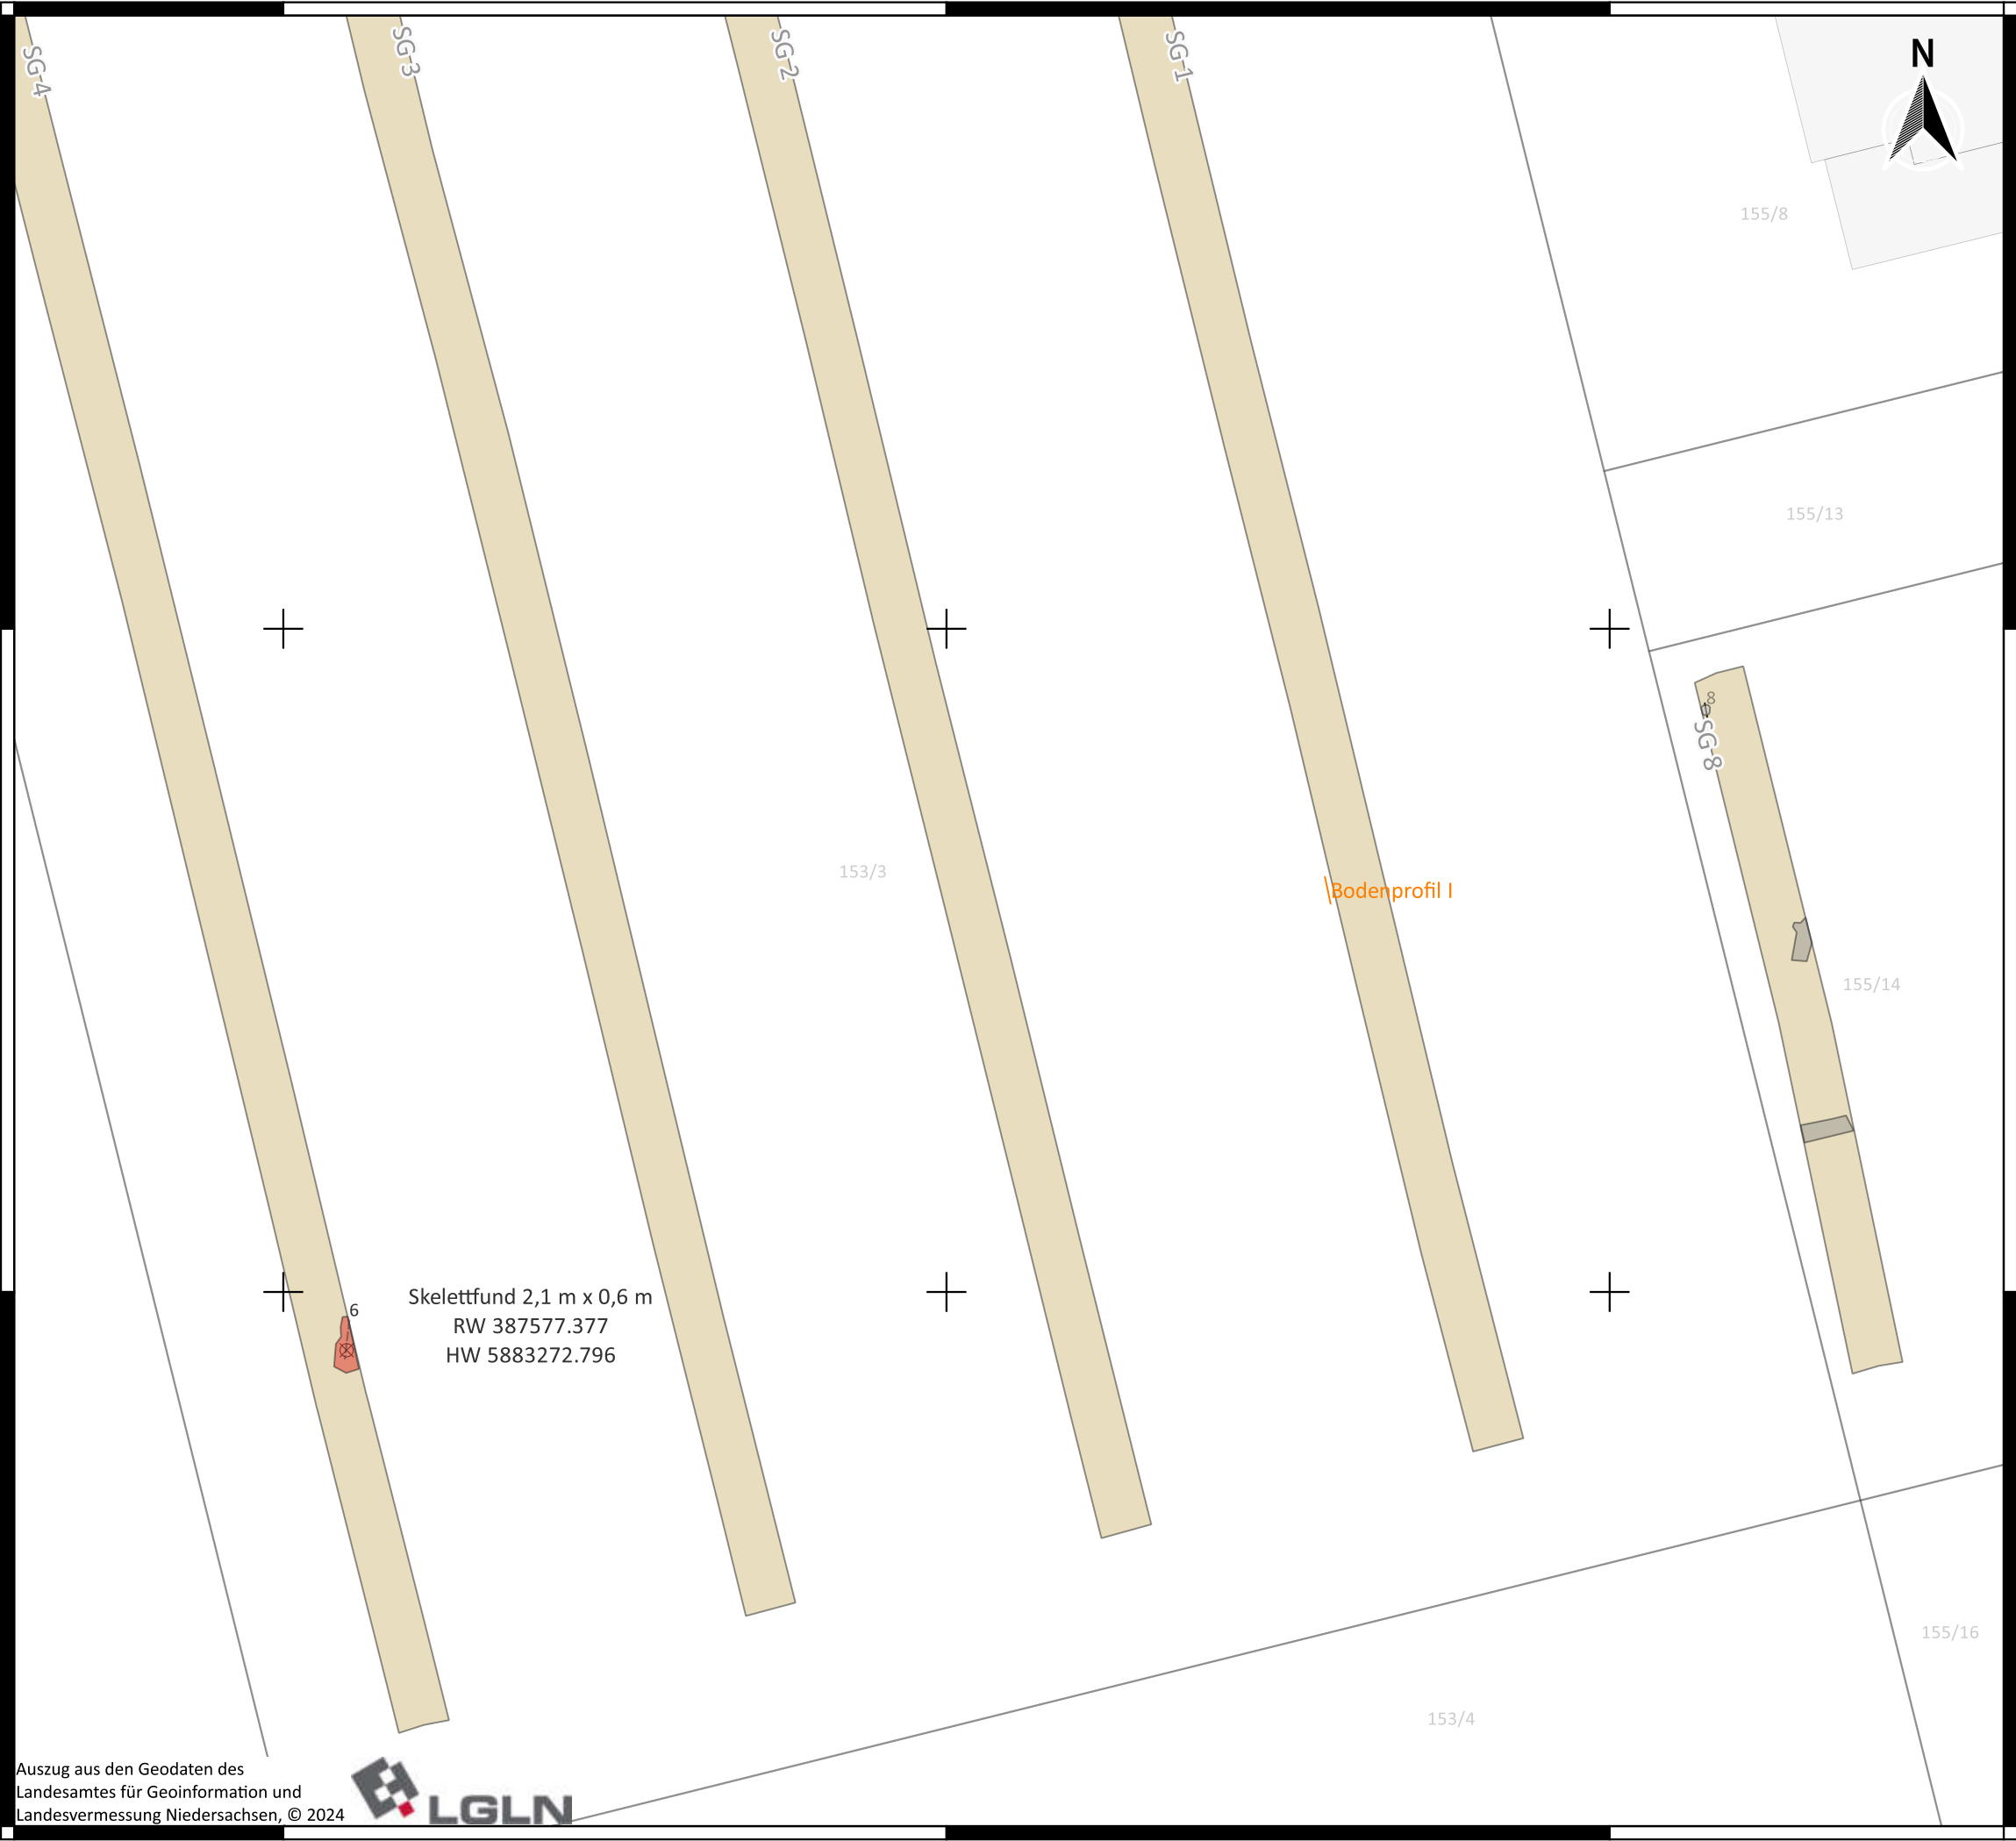 SG 4
SG 3
SG 2
SG 1
N
155/8
155/13
8
SG 8
153/3
Bodenprofil I
155/14
6
Skelettfund 2,1 m x 0,6 m
RW 387577.377
HW 5883272.796
155/16
153/4
Auszug aus den Geodaten des
Landesamtes für Geoinformation und
Landesvermessung Niedersachsen, © 2024
LGLN